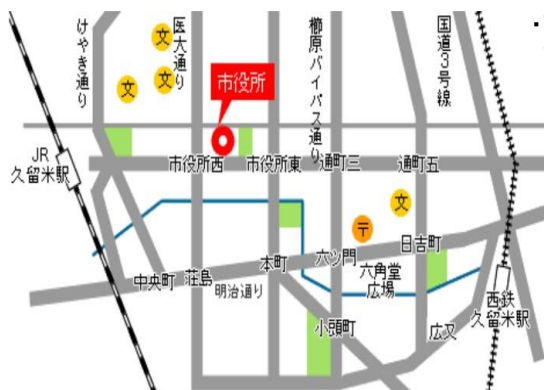 けやき通り
医大通り
櫛原バイパス通り
国道3号線
文
文
文
市役所
JR
久留米駅
市役所西
市役所東
通町三
通町五
文
〒
日吉町
六ツ門
本町
荘島
中央町
明治通り
六角堂
広場
西鉄
久留米駅
小頭町
広又